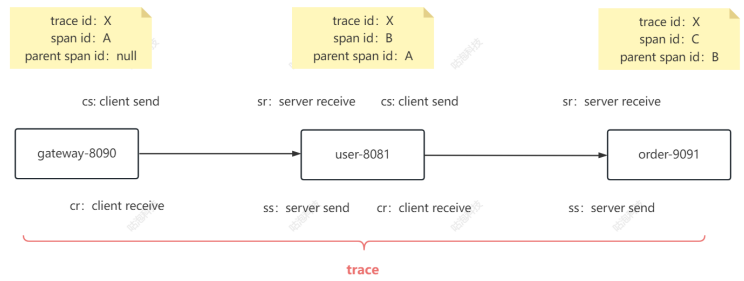 trace id：X
span id：A
parent span id：null
trace id：X
span id：B
parent span id：A
trace id：X
span id：C
parent span id：B
cs: client send
sr：server receive
cs: client send
sr：server receive
gateway-8090
user-8081
order-9091
cr：client receive
ss：server send
cr：client receive
ss：server send
trace